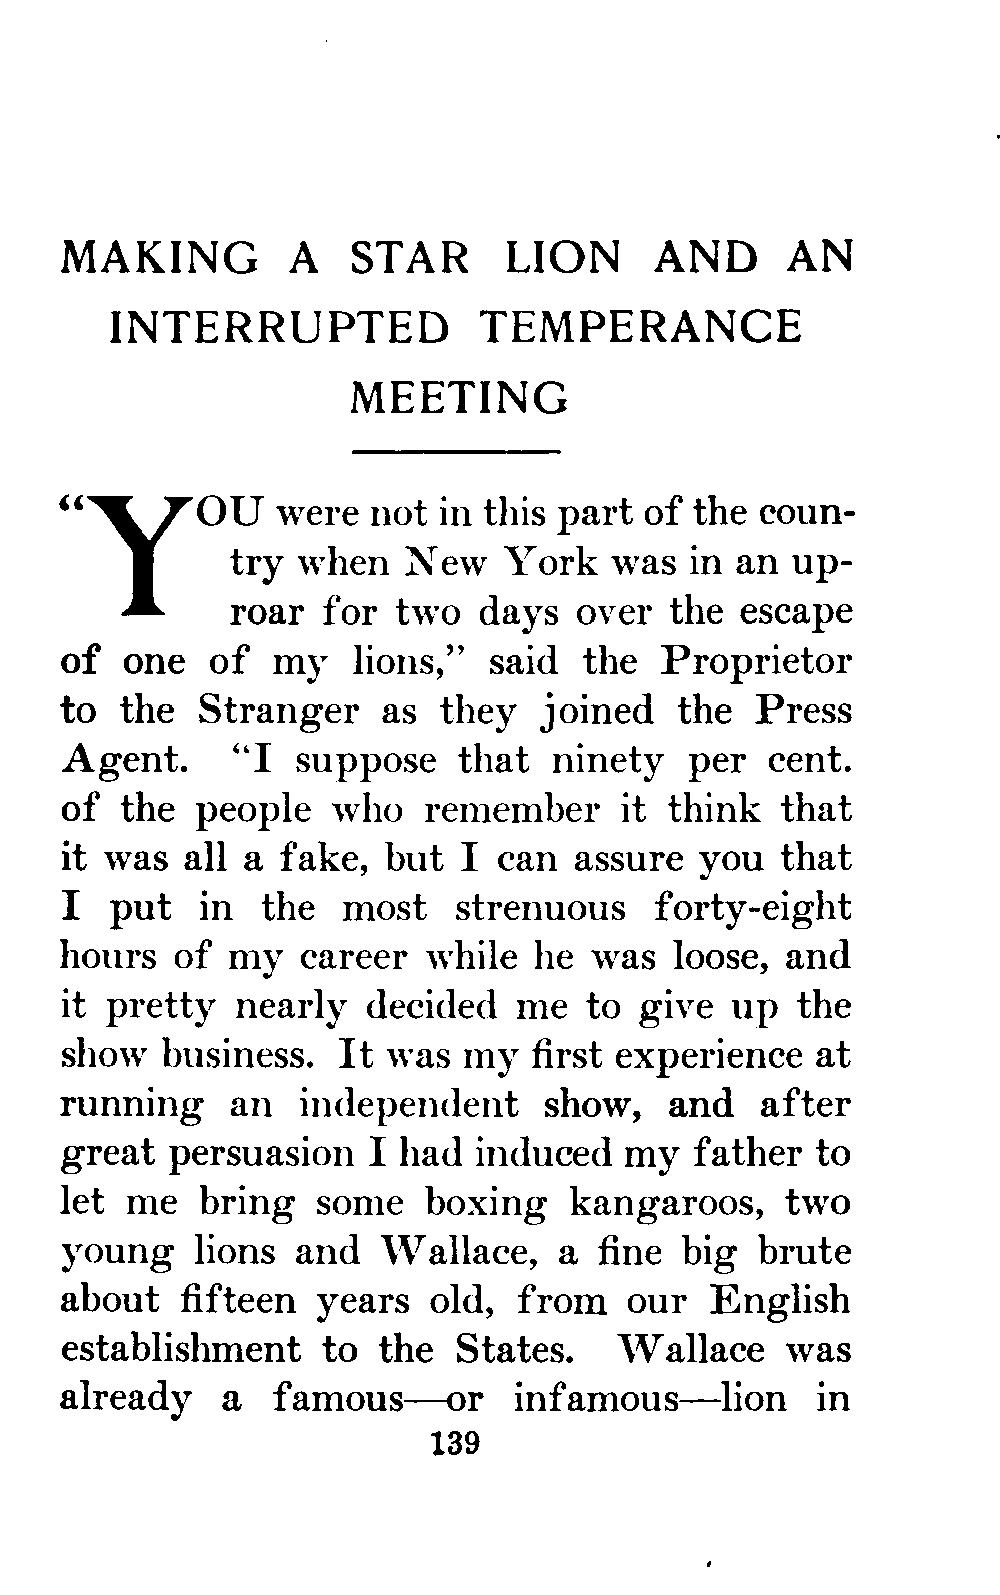 MAKING A STAR LION AND AN
INTERRUPTED TEMPERANCE
MEETING
"YOU were not in this part of the coun-
try when New York was in an up-
roar for two days over the escape
of one of my lions," said the Proprietor
to the Stranger as they joined the Press
Agent. "I suppose that ninety per cent.
of the people who remember it think that
it was all a fake, but I can assure you that
I put in the most strenuous forty-eight
hours of my career while he was loose, and
it pretty nearly decided me to give up the
show business. It was my first experience at
running an independent show, and after
great persuasion I had induced my father to
let me bring some boxing kangaroos, two
young lions and Wallace, a fine big brute
about fifteen years old, from our English
establishment to the States. Wallace was
already a famous—or infamous—lion in
139